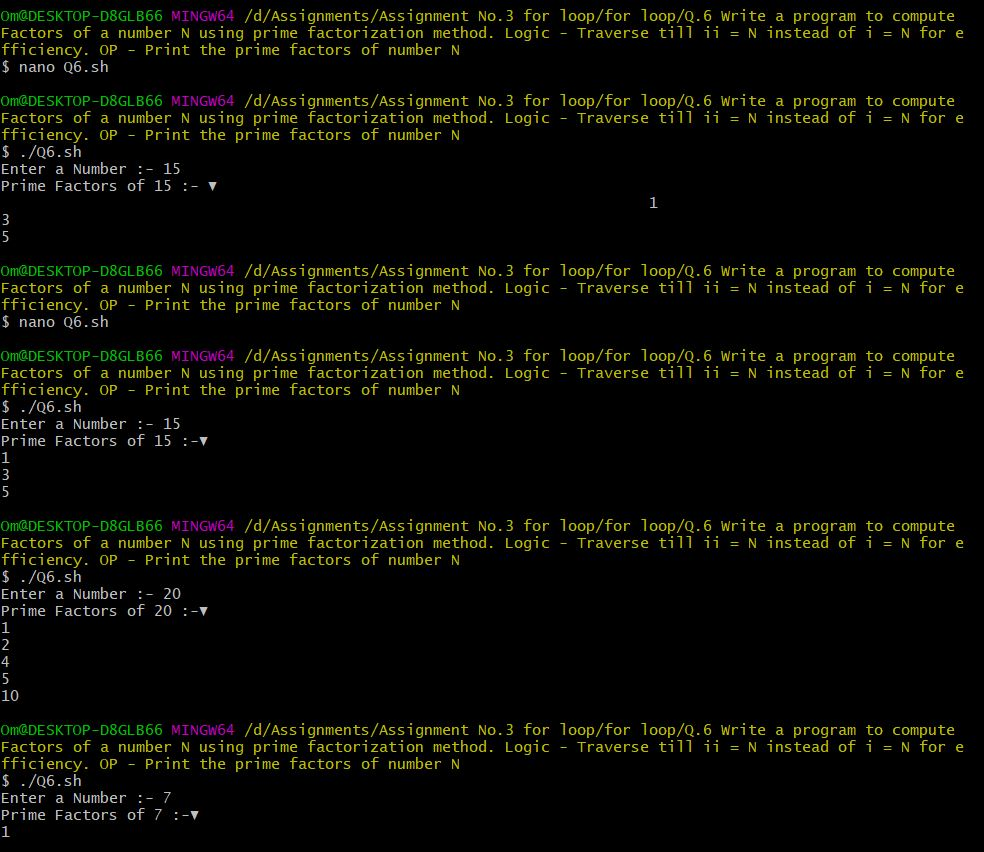 Om@DESKTOP-D8GLB66 MINGW64 /d/Assignments/Assignment No.3 for loop/for loop/Q.6 Write a program to compute
Factors of a number N using prime factorization method. Logic - Traverse till ii = N instead of i = N for e
fficiency. OP - Print the prime factors of number N
$ nano Q6.sh

Om@DESKTOP-D8GLB66 MINGW64 /d/Assignments/Assignment No.3 for loop/for loop/Q.6 Write a program to compute
Factors of a number N using prime factorization method. Logic - Traverse till ii = N instead of i = N for e
fficiency. OP - Print the prime factors of number N
$ ./Q6.sh
Enter a Number :- 15
Prime Factors of 15 :- ▼
1
3
5

Om@DESKTOP-D8GLB66 MINGW64 /d/Assignments/Assignment No.3 for loop/for loop/Q.6 Write a program to compute
Factors of a number N using prime factorization method. Logic - Traverse till ii = N instead of i = N for e
fficiency. OP - Print the prime factors of number N
$ nano Q6.sh

Om@DESKTOP-D8GLB66 MINGW64 /d/Assignments/Assignment No.3 for loop/for loop/Q.6 Write a program to compute
Factors of a number N using prime factorization method. Logic - Traverse till ii = N instead of i = N for e
fficiency. OP - Print the prime factors of number N
$ ./Q6.sh
Enter a Number :- 15
Prime Factors of 15 :-▼
1
3
5

Om@DESKTOP-D8GLB66 MINGW64 /d/Assignments/Assignment No.3 for loop/for loop/Q.6 Write a program to compute
Factors of a number N using prime factorization method. Logic - Traverse till ii = N instead of i = N for e
fficiency. OP - Print the prime factors of number N
$ ./Q6.sh
Enter a Number :- 20
Prime Factors of 20 :-▼
1
2
4
5
10

Om@DESKTOP-D8GLB66 MINGW64 /d/Assignments/Assignment No.3 for loop/for loop/Q.6 Write a program to compute
Factors of a number N using prime factorization method. Logic - Traverse till ii = N instead of i = N for e
fficiency. OP - Print the prime factors of number N
$ ./Q6.sh
Enter a Number :- 7
Prime Factors of 7 :-▼
1